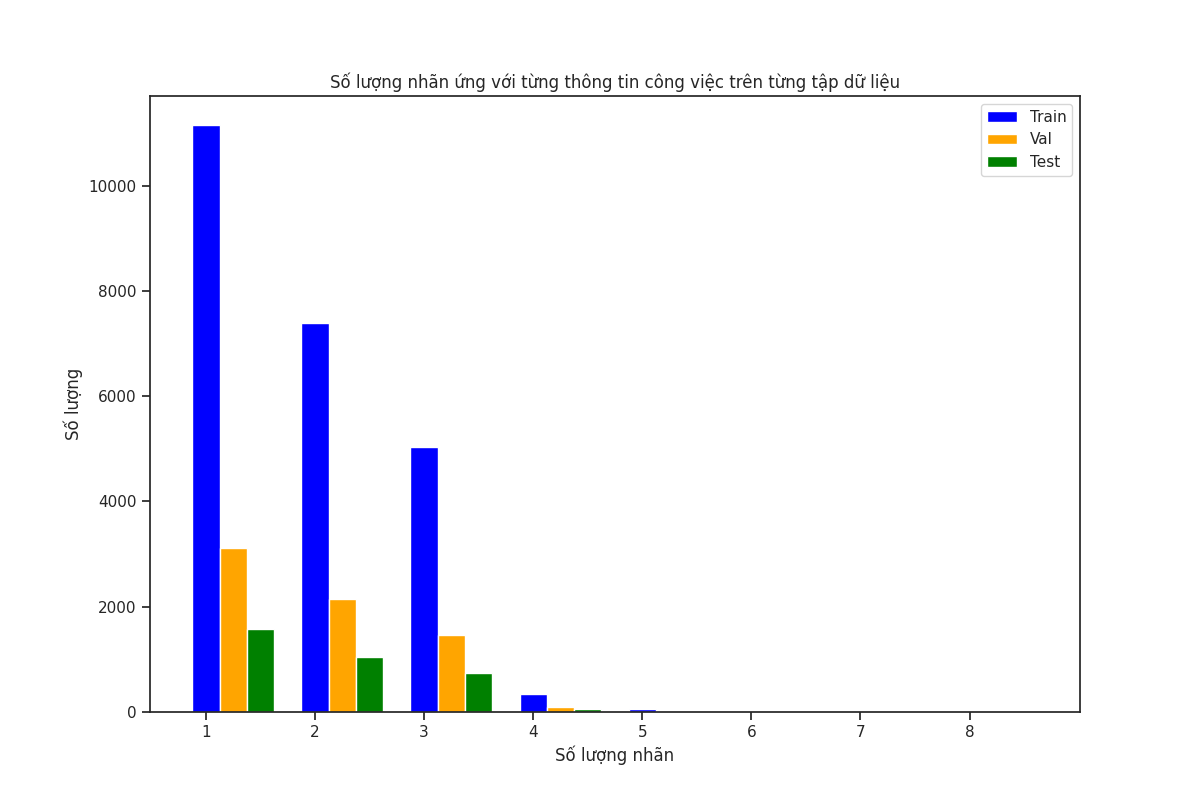 Số lượng nhãn ứng với từng thông tin công việc trên từng tập dữ liệu
Train
Val
Test
Số lượng
10000
8000
6000
4000
2000
0
1 2 3 4 5 6 7 8
Số lượng nhãn